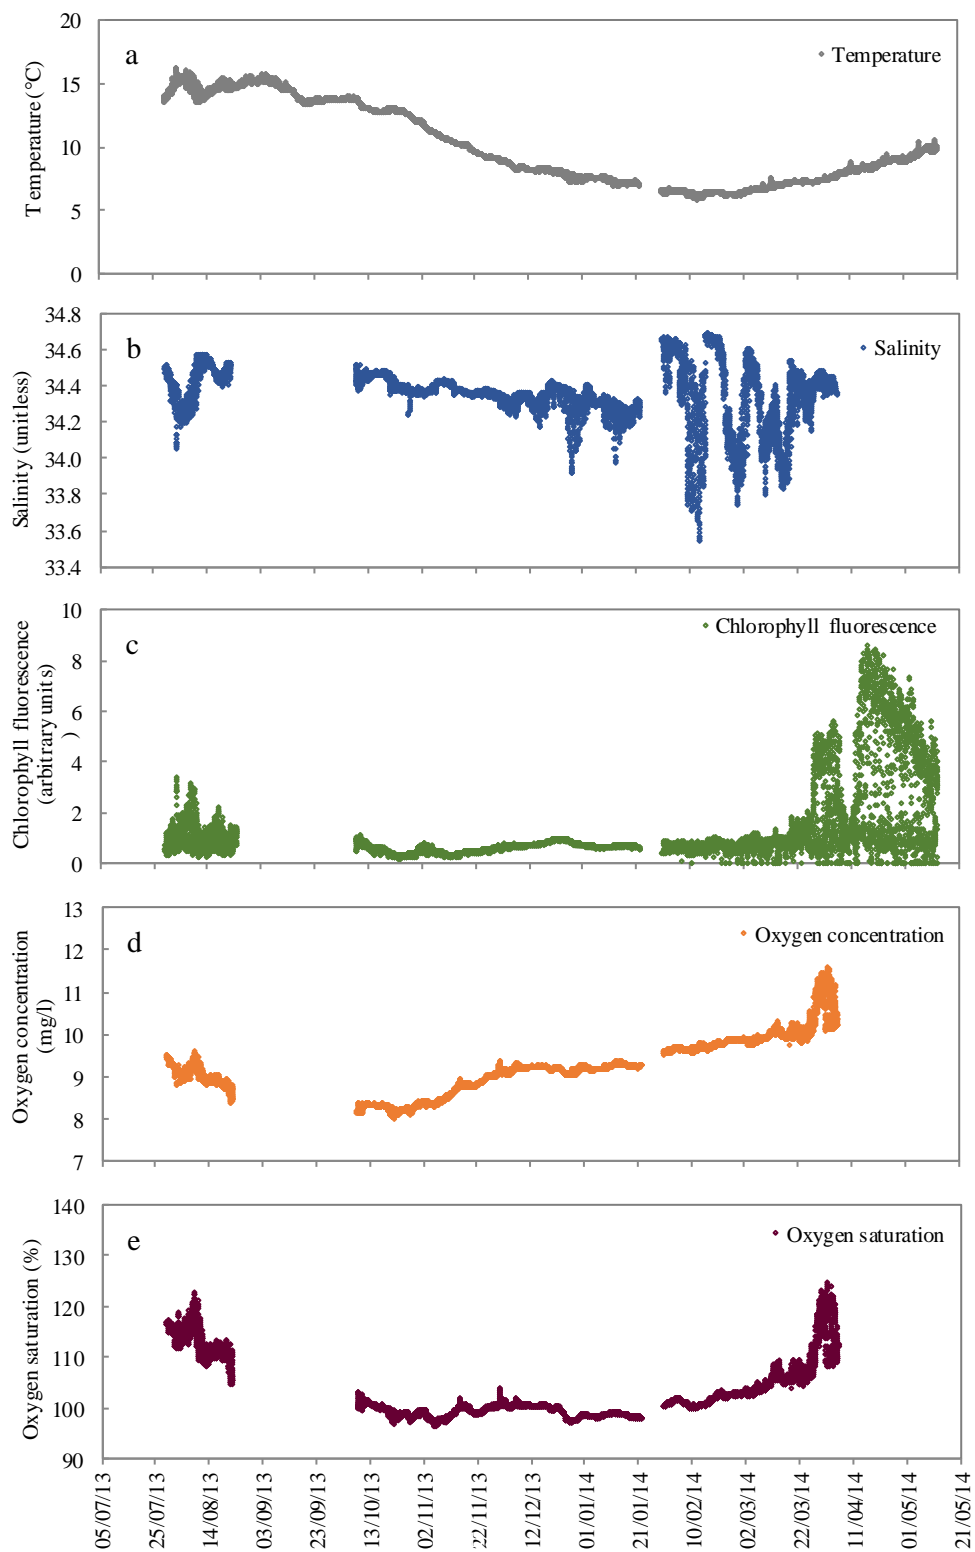 20
15
10
5
0
Temperature (°C)
a
Temperature
34.8
34.6
34.4
34.2
34.0
33.8
33.6
33.4
Salinity (unitless)
b
Salinity
10
8
6
4
2
0
Chlorophyll fluorescence
(arbitrary units
)
c
Chlorophyll fluorescence
13
12
11
10
9
8
7
Oxygen concentration
(mg/l)
d
Oxygen concentration
140
130
120
110
100
90
Oxygen saturation (%)
e
Oxygen saturation
05/07/13
25/07/13
14/08/13
03/09/13
23/09/13
13/10/13
02/11/13
22/11/13
12/12/13
01/01/14
21/01/14
10/02/14
02/03/14
22/03/14
11/04/14
01/05/14
21/05/14